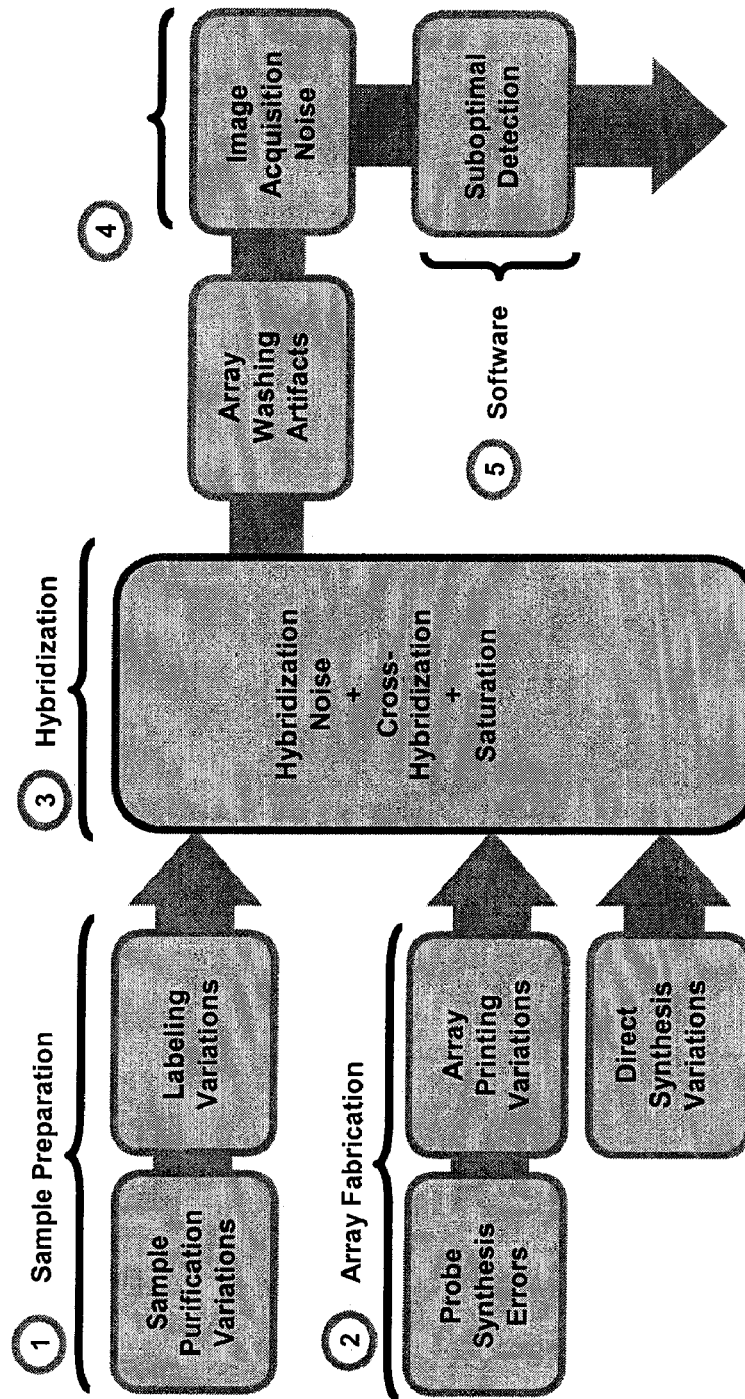 1
Sample Preparation
Sample
Purification
Variations
Labeling
Variations
2
Array Fabrication
Probe
Synthesis
Errors
Array
Printing
Variations
Direct
Synthesis
Variations
3
Hybridization
Hybridization
Noise
+
Cross-
Hybridization
+
Saturation
Array
Washing
Artifacts
4
Image
Acquisition
Noise
5
Software
Suboptimal
Detection